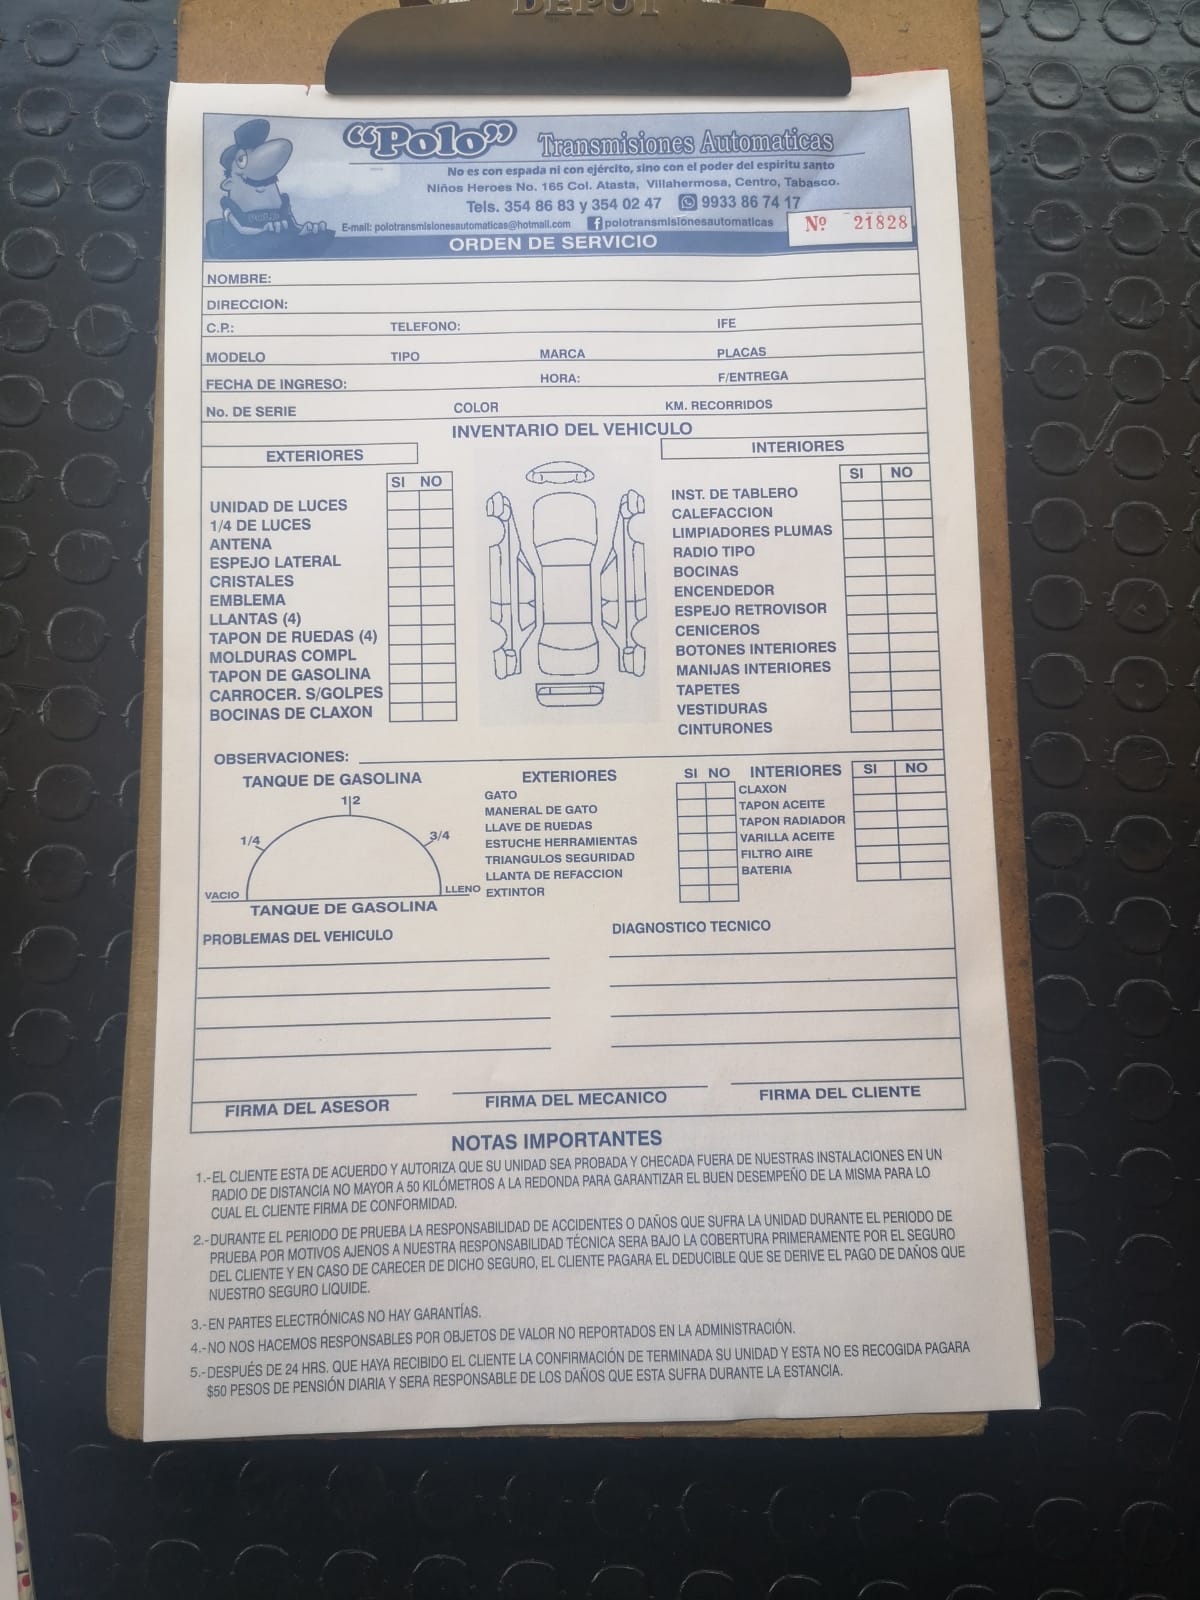 DEPOT
"Polo" Transmisiones Automaticas
No es con espada ni con ejército, sino con el poder del espiritu santo
Niños Heroes No. 165 Col. Atasta, Villahermosa, Centro, Tabasco.
Tels. 354 86 83 y 354 02 47 9933 86 74 17
E-mail: polotransmisionesautomaticas@hotmail.com polotransmisionesautomaticas
POLO
Nº 21828
ORDEN DE SERVICIO
NOMBRE:
DIRECCION:
C.P.: TELEFONO: IFE
MODELO TIPO MARCA PLACAS
FECHA DE INGRESO: HORA: F/ENTREGA
No. DE SERIE COLOR KM. RECORRIDOS
INVENTARIO DEL VEHICULO
EXTERIORES
SI NO
UNIDAD DE LUCES
1/4 DE LUCES
ANTENA
ESPEJO LATERAL
CRISTALES
EMBLEMA
LLANTAS (4)
TAPON DE RUEDAS (4)
MOLDURAS COMPL
TAPON DE GASOLINA
CARROCER. S/GOLPES
BOCINAS DE CLAXON
INTERIORES
SI NO
INST. DE TABLERO
CALEFACCION
LIMPIADORES PLUMAS
RADIO TIPO
BOCINAS
ENCENDEDOR
ESPEJO RETROVISOR
CENICEROS
BOTONES INTERIORES
MANIJAS INTERIORES
TAPETES
VESTIDURAS
CINTURONES
OBSERVACIONES:
TANQUE DE GASOLINA
1|2
1/4 3/4
VACIO LLENO
TANQUE DE GASOLINA
EXTERIORES SI NO
GATO
MANERAL DE GATO
LLAVE DE RUEDAS
ESTUCHE HERRAMIENTAS
TRIANGULOS SEGURIDAD
LLANTA DE REFACCION
EXTINTOR
INTERIORES SI NO
CLAXON
TAPON ACEITE
TAPON RADIADOR
VARILLA ACEITE
FILTRO AIRE
BATERIA
PROBLEMAS DEL VEHICULO
DIAGNOSTICO TECNICO
FIRMA DEL ASESOR FIRMA DEL MECANICO FIRMA DEL CLIENTE
NOTAS IMPORTANTES
1.-EL CLIENTE ESTA DE ACUERDO Y AUTORIZA QUE SU UNIDAD SEA PROBADA Y CHECADA FUERA DE NUESTRAS INSTALACIONES EN UN
RADIO DE DISTANCIA NO MAYOR A 50 KILÓMETROS A LA REDONDA PARA GARANTIZAR EL BUEN DESEMPEÑO DE LA MISMA PARA LO
CUAL EL CLIENTE FIRMA DE CONFORMIDAD.
2.-DURANTE EL PERIODO DE PRUEBA LA RESPONSABILIDAD DE ACCIDENTES O DAÑOS QUE SUFRA LA UNIDAD DURANTE EL PERIODO DE
PRUEBA POR MOTIVOS AJENOS A NUESTRA RESPONSABILIDAD TÉCNICA SERA BAJO LA COBERTURA PRIMERAMENTE POR EL SEGURO
DEL CLIENTE Y EN CASO DE CARECER DE DICHO SEGURO, EL CLIENTE PAGARA EL DEDUCIBLE QUE SE DERIVE EL PAGO DE DAÑOS QUE
NUESTRO SEGURO LIQUIDE.
3.-EN PARTES ELECTRÓNICAS NO HAY GARANTÍAS.
4.-NO NOS HACEMOS RESPONSABLES POR OBJETOS DE VALOR NO REPORTADOS EN LA ADMINISTRACIÓN.
5.-DESPUÉS DE 24 HRS. QUE HAYA RECIBIDO EL CLIENTE LA CONFIRMACIÓN DE TERMINADA SU UNIDAD Y ESTA NO ES RECOGIDA PAGARA
$50 PESOS DE PENSIÓN DIARIA Y SERA RESPONSABLE DE LOS DAÑOS QUE ESTA SUFRA DURANTE LA ESTANCIA.